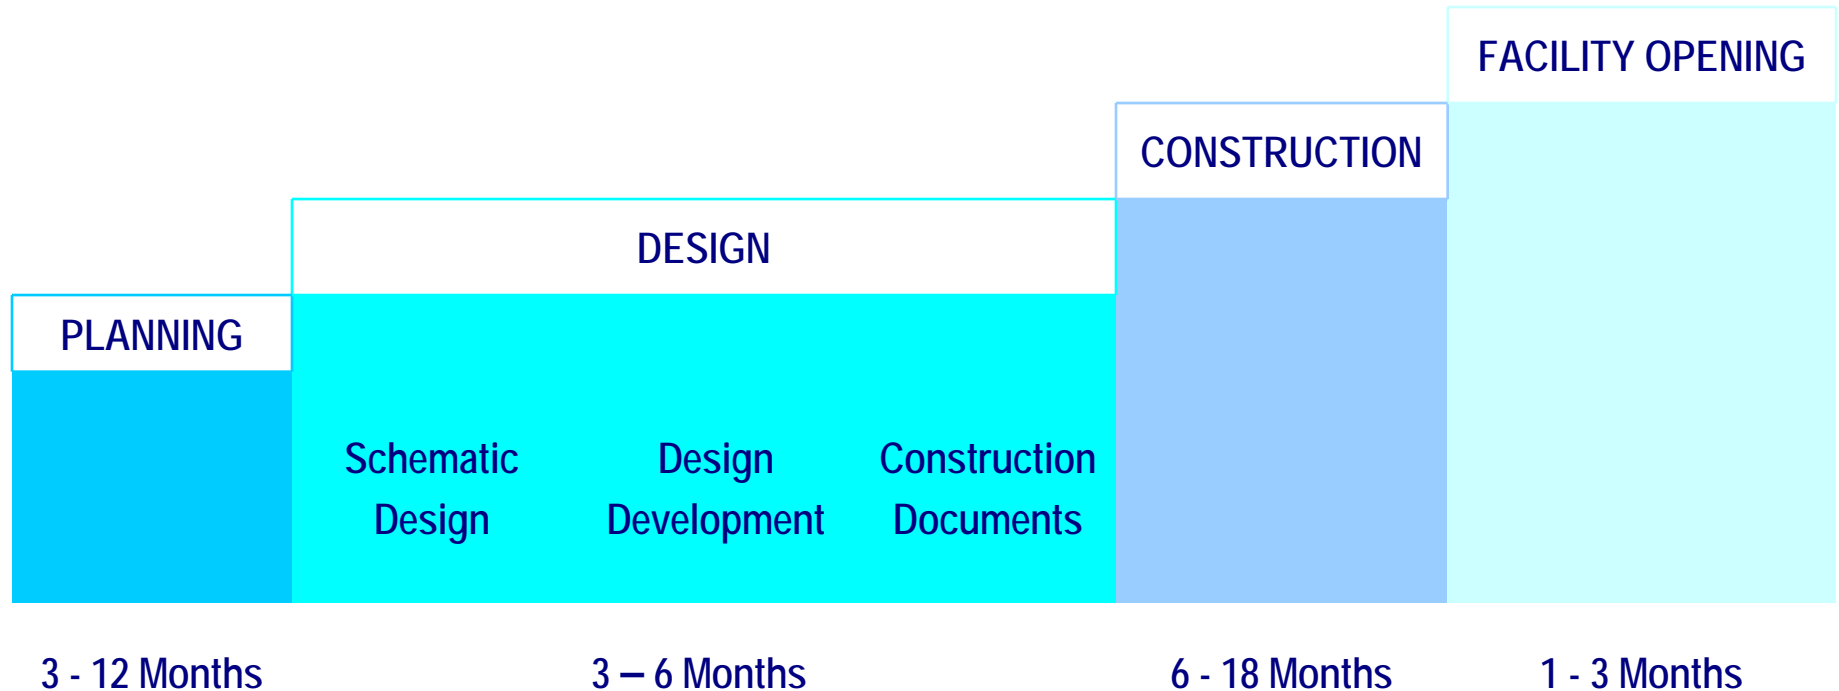 FACILITY OPENING
CONSTRUCTION
DESIGN
PLANNING
Schematic
Design
Design
Development
Construction
Documents
3 - 12 Months
3 – 6 Months
6 - 18 Months
1 - 3 Months